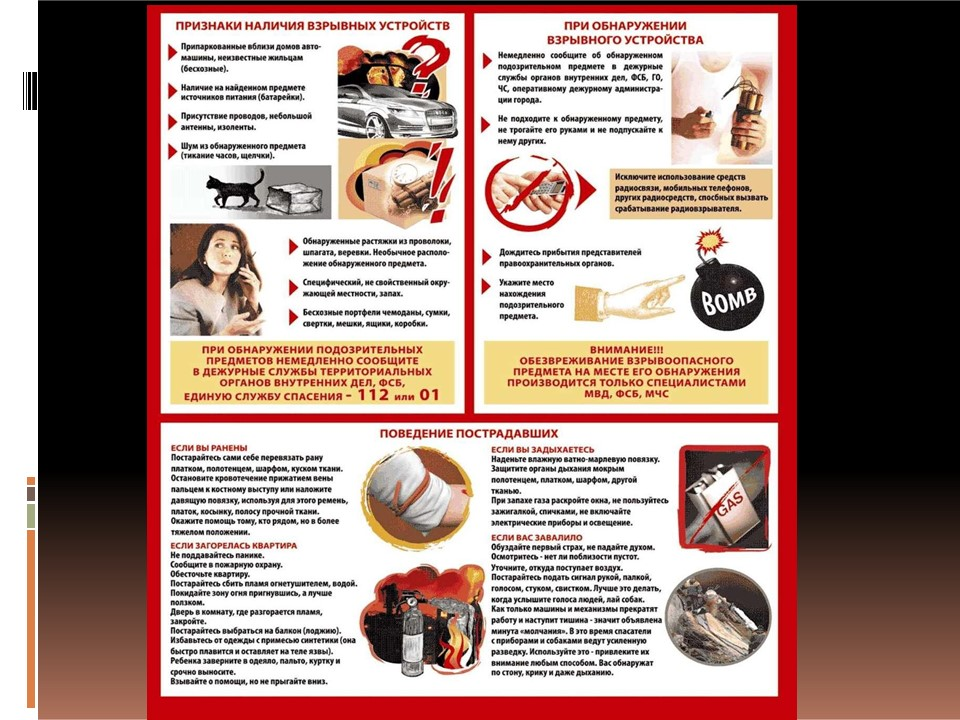 ПРИЗНАКИ НАЛИЧИЯ ВЗРЫВНЫХ УСТРОЙСТВ
Припаркованные вблизи домов авто-
машины, неизвестные жильцам
(бесхозные).
Наличие на найденном предмете
источников питания (батарейки).
Присутствие проводов, небольшой
антенны, изоленты.
Шум из обнаруженного предмета
(тикание часов, щелчки).
Обнаруженные растяжки из проволоки,
шпагата, веревки. Необычное располо-
жение обнаруженного предмета.
Специфический, не свойственный окру-
жающей местности, запах.
Бесхозные портфели чемоданы, сумки,
свертки, мешки, ящики, коробки.
ПРИ ОБНАРУЖЕНИИ ПОДОЗРИТЕЛЬНЫХ
ПРЕДМЕТОВ НЕМЕДЛЕННО СООБЩИТЕ
В ДЕЖУРНЫЕ СЛУЖБЫ ТЕРРИТОРИАЛЬНЫХ
ОРГАНОВ ВНУТРЕННИХ ДЕЛ, ФСБ,
ЕДИНУЮ СЛУЖБУ СПАСЕНИЯ - 112 или 01
ПРИ ОБНАРУЖЕНИИ
ВЗРЫВНОГО УСТРОЙСТВА
Немедленно сообщите об обнаруженном
подозрительном предмете в дежурные
службы органов внутренних дел, ФСБ, ГО,
ЧС, оперативному дежурному администра-
ции города.
Не подходите к обнаруженному предмету,
не трогайте его руками и не подпускайте к
нему других.
Исключите использование средств
радиосвязи, мобильных телефонов,
других радиосредств, спосбных вызвать
срабатывание радиовзрывателя.
Дождитесь прибытия представителей
правоохранительных органов.
Укажите место
нахождения
подозрительного
предмета.
BOMB
ВНИМАНИЕ!!!
ОБЕЗВРЕЖИВАНИЕ ВЗРЫВООПАСНОГО
ПРЕДМЕТА НА МЕСТЕ ЕГО ОБНАРУЖЕНИЯ
ПРОИЗВОДИТСЯ ТОЛЬКО СПЕЦИАЛИСТАМИ
МВД, ФСБ, МЧС
ПОВЕДЕНИЕ ПОСТРАДАВШИХ
ЕСЛИ ВЫ РАНЕНЫ
Постарайтесь сами себе перевязать рану
платком, полотенцем, шарфом, куском ткани.
Остановите кровотечение прижатием вены
пальцем к костному выступу или наложите
давящую повязку, используя для этого ремень,
платок, косынку, полосу прочной ткани.
Окажите помощь тому, кто рядом, но в более
тяжелом положении.
ЕСЛИ ЗАГОРЕЛАСЬ КВАРТИРА
Не поддавайтесь панике.
Сообщите в пожарную охрану.
Обесточьте квартиру.
Постарайтесь сбить пламя огнетушителем, водой.
Покидайте зону огня пригнувшись, а лучше
ползком.
Дверь в комнату, где разгорается пламя,
закройте.
Постарайтесь выбраться на балкон (лоджию).
Избавьтесь от одежды с примесью синтетики (она
быстро плавится и оставляет на теле язвы).
Ребенка заверните в одеяло, пальто, куртку и
срочно выносите.
Взывайте о помощи, но не прыгайте вниз.
ЕСЛИ ВЫ ЗАДЫХАЕТЕСЬ
Наденьте влажную ватно-марлевую повязку.
Защитите органы дыхания мокрым
полотенцем, платком, шарфом, другой
тканью.
При запахе газа раскройте окна, не пользуйтесь
зажигалкой, спичками, не включайте
электрические приборы и освещение.
GAS
ЕСЛИ ВАС ЗАВАЛИЛО
Обуздайте первый страх, не падайте духом.
Осмотритесь - нет ли поблизости пустот.
Уточните, откуда поступает воздух.
Постарайтесь подать сигнал рукой, палкой,
голосом, стуком, свистком. Лучше это делать,
когда услышите голоса людей, лай собак.
Как только машины и механизмы прекратят
работу и наступит тишина - значит объявлена
минута «молчания». В это время спасатели
с приборами и собаками ведут усиленную
разведку. Используйте это - привлеките их
внимание любым способом. Вас обнаружат
по стону, крику и даже дыханию.